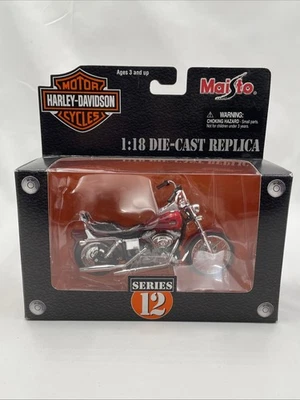 Ages 3 and up
MOTOR
HARLEY-DAVIDSON
CYCLES
Maisto
WARNING:
CHOKING HAZARD - Small parts.
Not for children under 3 years.
1:18 DIE-CAST REPLICA
SERIES
12